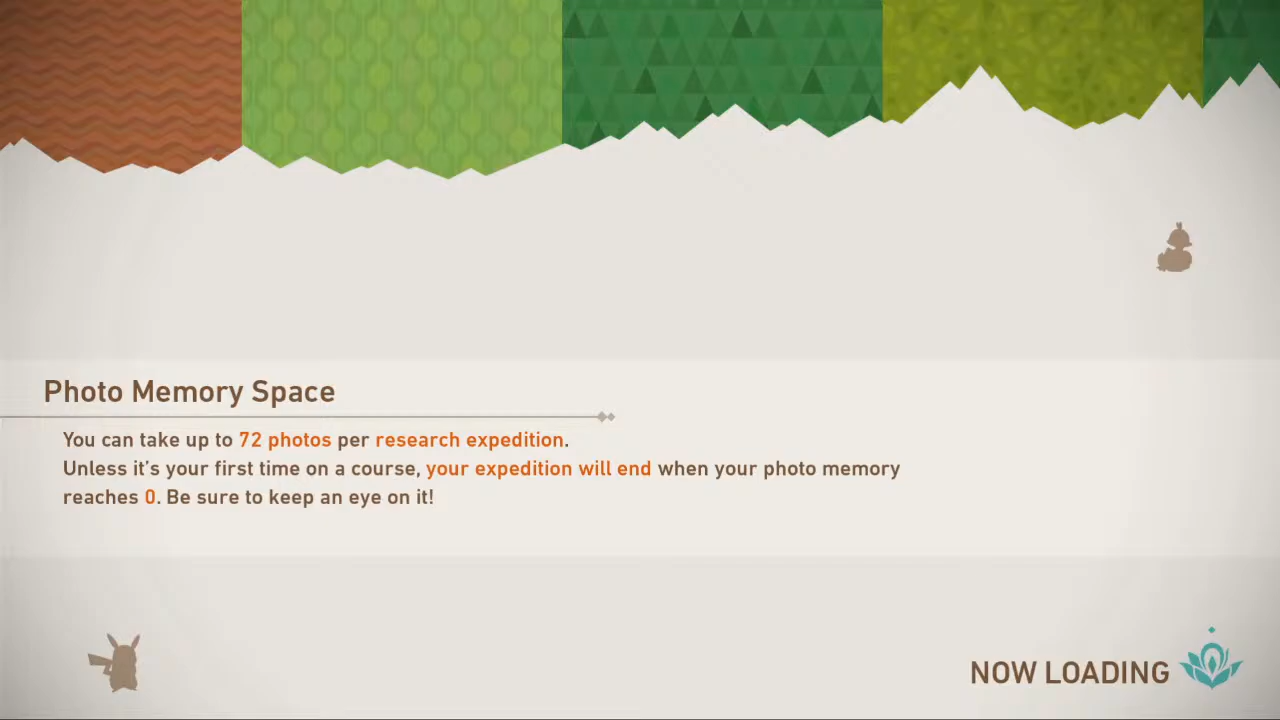 Photo Memory Space
You can take up to 72 photos per research expedition.
Unless it's your first time on a course, your expedition will end when your photo memory
reaches 0. Be sure to keep an eye on it!
NOW LOADING